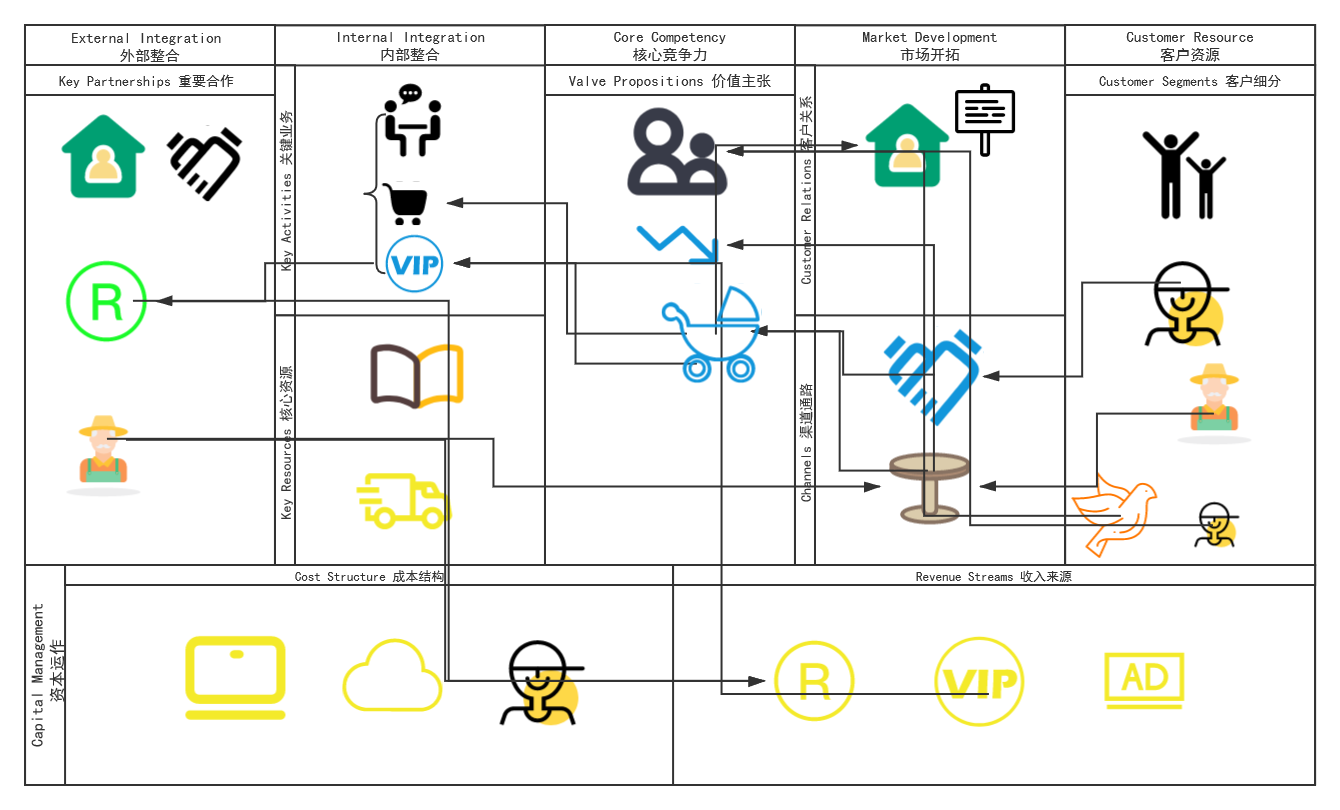 External Integration
外部整合
Internal Integration
内部整合
Core Competency
核心竞争力
Market Development
市场开拓
Customer Resource
客户资源
Key Partnerships 重要合作
Key Activities 关键业务
Valve Propositions 价值主张
Customer Relations 客户关系
Customer Segments 客户细分
VIP
R
Key Resources 核心资源
Channels 渠道通路
Capital Management
资本运作
Cost Structure 成本结构
Revenue Streams 收入来源
R
VIP
AD